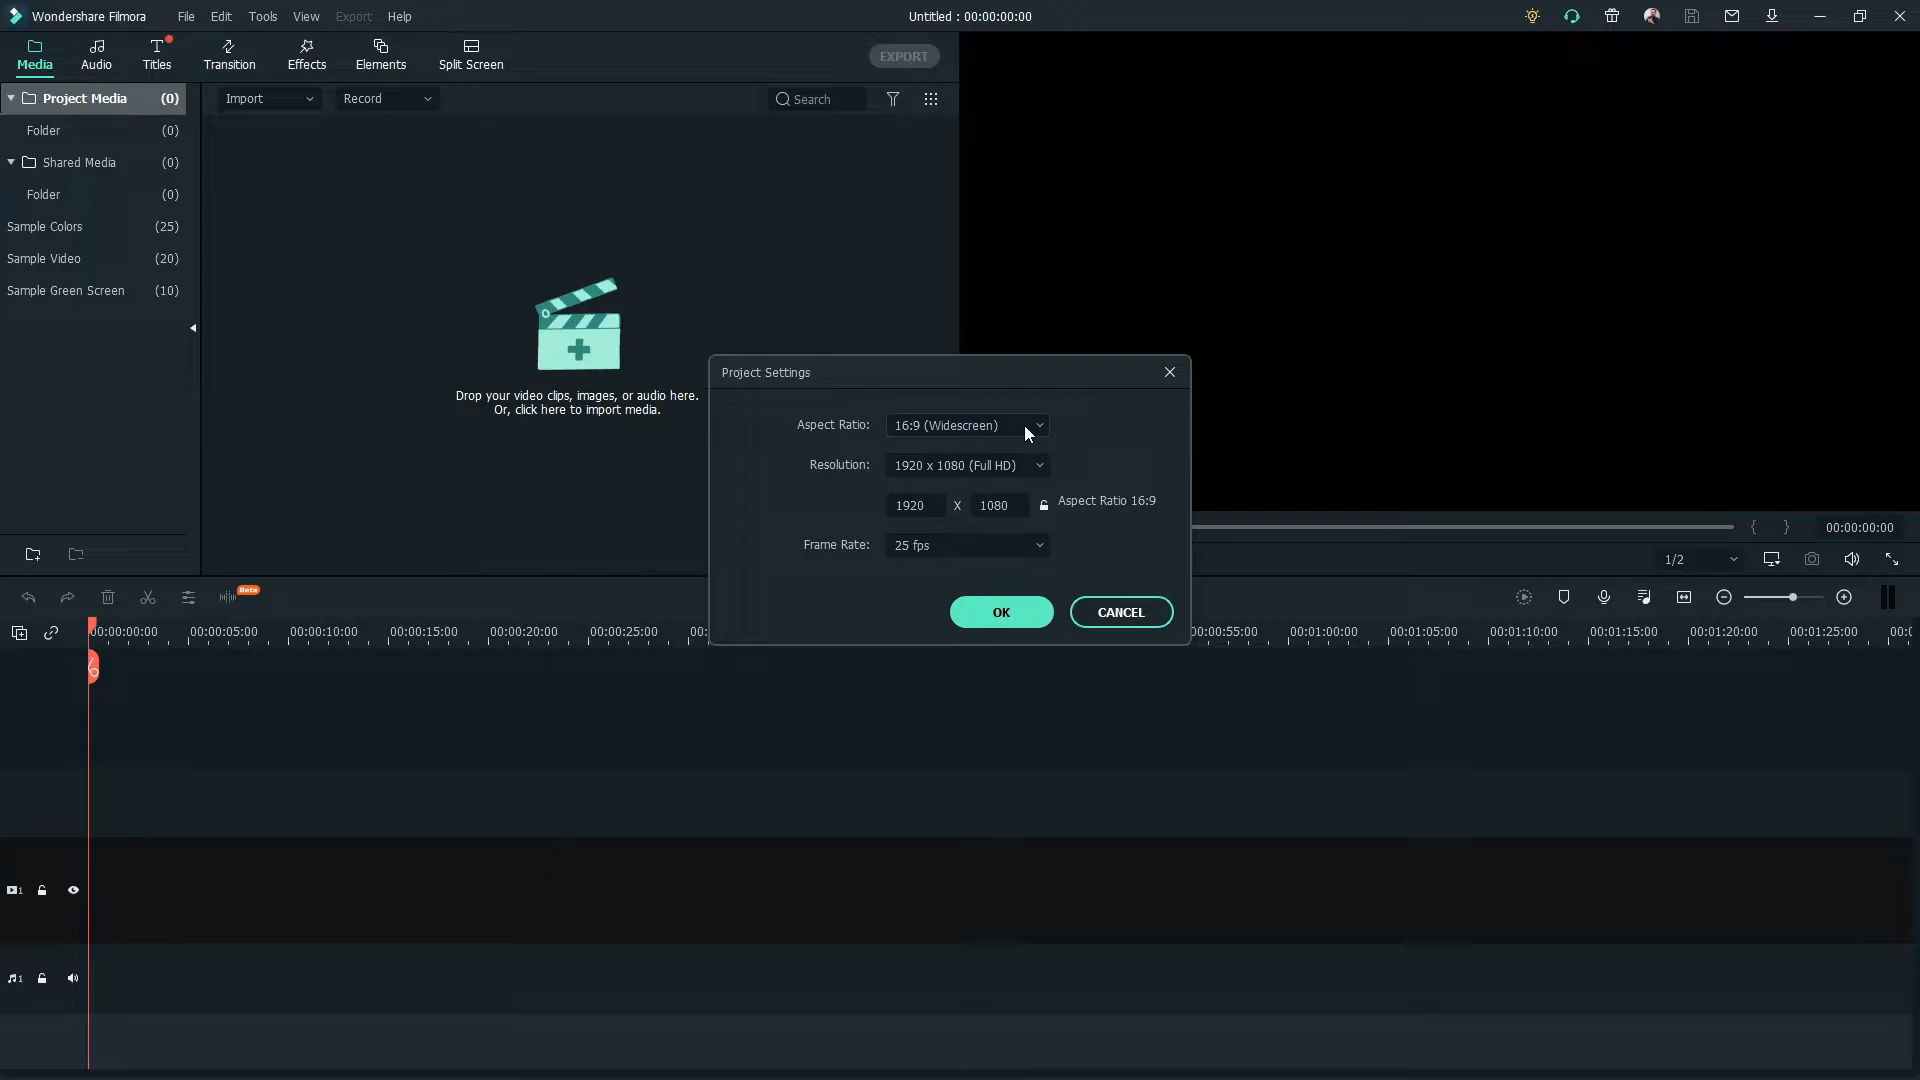 Wondershare Filmora File Edit Tools View Export Help Untitled : 00:00:00:00
Media Audio Titles Transition Effects Elements Split Screen EXPORT
Project Media (0)
Folder (0)
Shared Media (0)
Folder (0)
Sample Colors (25)
Sample Video (20)
Sample Green Screen (10)
Import Record Search
Drop your video clips, images, or audio here.
Or, click here to import media.
Project Settings
Aspect Ratio: 16:9 (Widescreen)
Resolution: 1920 x 1080 (Full HD)
1920 X 1080 Aspect Ratio 16:9
Frame Rate: 25 fps
OK CANCEL
{ } 00:00:00:00
1/2
Beta
00:00:00:00 00:00:05:00 00:00:10:00 00:00:15:00 00:00:20:00 00:00:25:00 00: 00:55:00 00:01:00:00 00:01:05:00 00:01:10:00 00:01:15:00 00:01:20:00 00:01:25:00 00:0
1
1